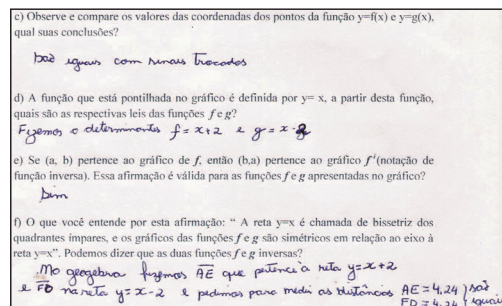 c) Observe e compare os valores das coordenadas dos pontos da função y=f(x) e y=g(x),
qual suas conclusões?
São iguais com sinais trocados
d) A função que está pontilhada no gráfico é definida por y= x, a partir desta função,
quais são as respectivas leis das funções f e g?
Fizemos o determinantes f = x+2 e g = x-2
e) Se (a, b) pertence ao gráfico de f, então (b,a) pertence ao gráfico f'(notação de
função inversa). Essa afirmação é válida para as funções f e g apresentadas no gráfico?
Sim
f) O que você entende por esta afirmação: “ A reta y=x é chamada de bissetriz dos
quadrantes ímpares, e os gráficos das funções f e g são simétricos em relação ao eixo à
reta y=x”. Podemos dizer que as duas funções f e g inversas?
No geogebra fizemos AE que pertence a reta y=x+2
e FD na reta y=x-2 e pedimos para medir as distâncias AE = 4,24 } são
FD = 4,24 } iguais